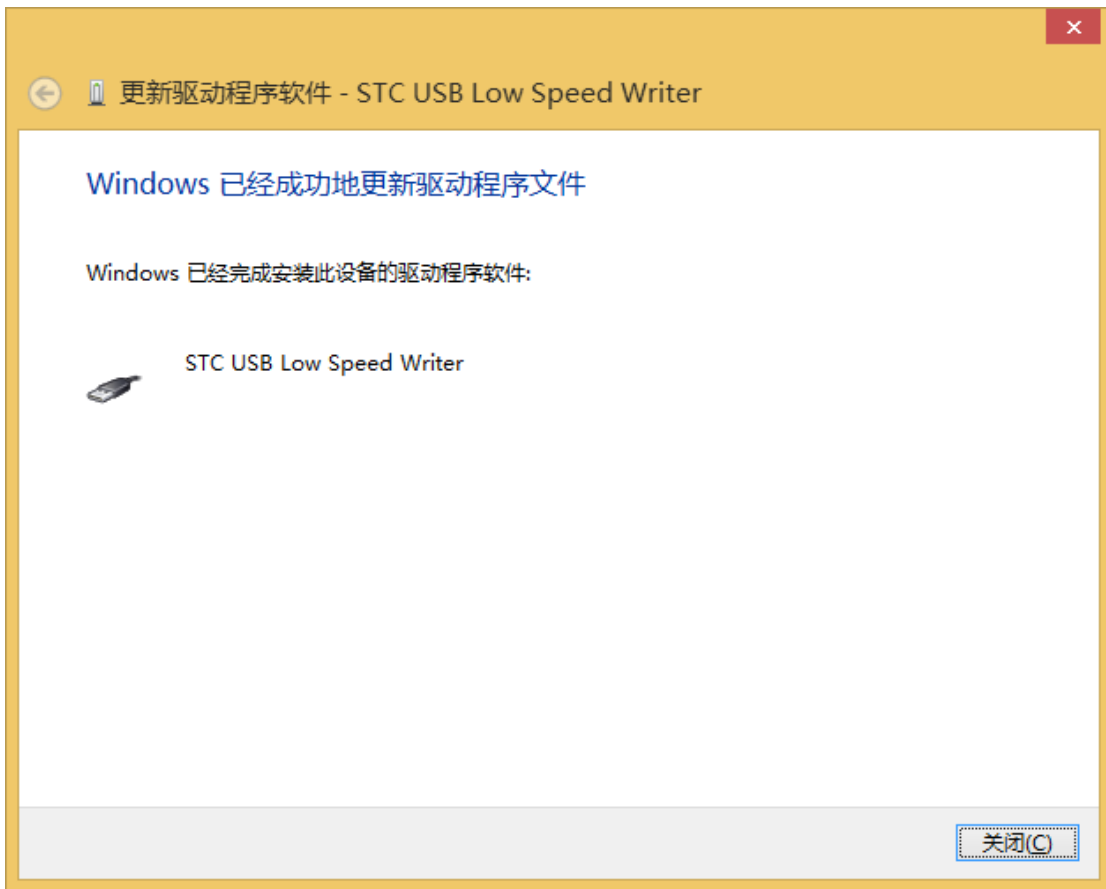 更新驱动程序软件 - STC USB Low Speed Writer
Windows 已经成功地更新驱动程序文件
Windows 已经完成安装此设备的驱动程序软件:
STC USB Low Speed Writer
关闭(C)